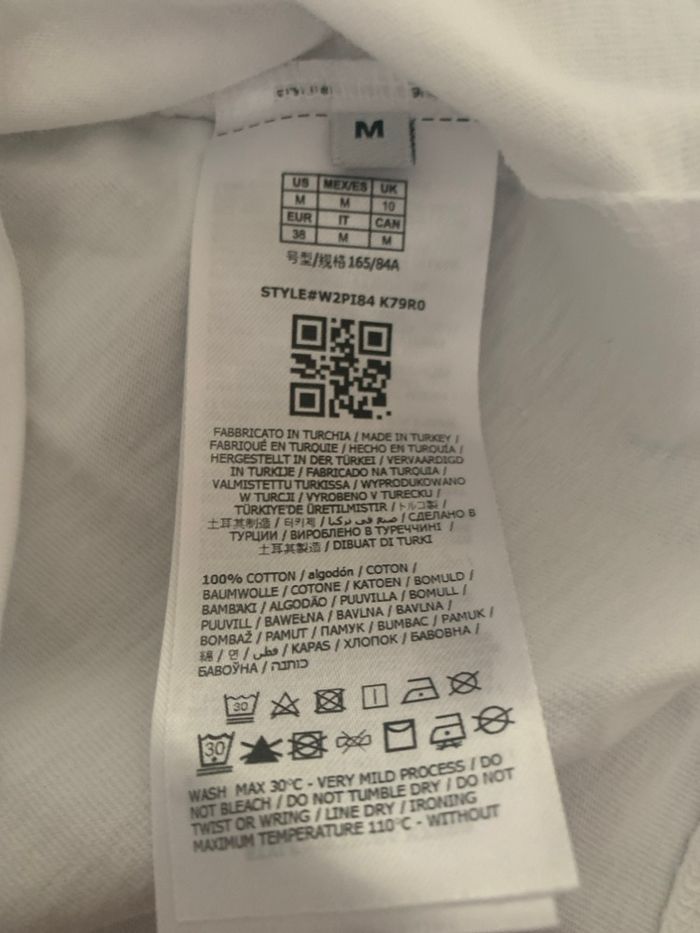 M
US MEX/ES UK
M M 10
EUR IT CAN
38 M M
号型/规格 165/84A
STYLE#W2PI84 K79R0
FABBRICATO IN TURCHIA / MADE IN TURKEY /
FABRIQUÉ EN TURQUIE / HECHO EN TURQUÍA /
HERGESTELLT IN DER TÜRKEI / VERVAARDIGD
IN TURKIJE / FABRICADO NA TURQUIA /
VALMISTETTU TURKISSA / WYPRODUKOWANO
W TURCJI / VYROBENO V TURECKU /
TÜRKIYE'DE ÜRETILMISTIR / トルコ製 /
土耳其制造 / 터키제 / صنع في تركيا / СДЕЛАНО В
ТУРЦИИ / ВИРОБЛЕНО В ТУРЕЧЧИНІ /
土耳其製造 / DIBUAT DI TURKI
100% COTTON / algodón / COTON /
BAUMWOLLE / COTONE / KATOEN / BOMULD /
BAMBAKI / ALGODÃO / PUUVILLA / BOMULL /
PUUVILL / BAWEŁNA / BAVLNA / BAVLNA /
BOMBAŽ / PAMUT / ПАМУК / BUMBAC / PAMUK /
綿 / 면 / قطن / KAPAS / ХЛОПОК / БАВОВНА /
БАВОЎНА / כותנה
30
30
WASH MAX 30°C - VERY MILD PROCESS / DO
NOT BLEACH / DO NOT TUMBLE DRY / DO NOT
TWIST OR WRING / LINE DRY / IRONING
MAXIMUM TEMPERATURE 110°C - WITHOUT